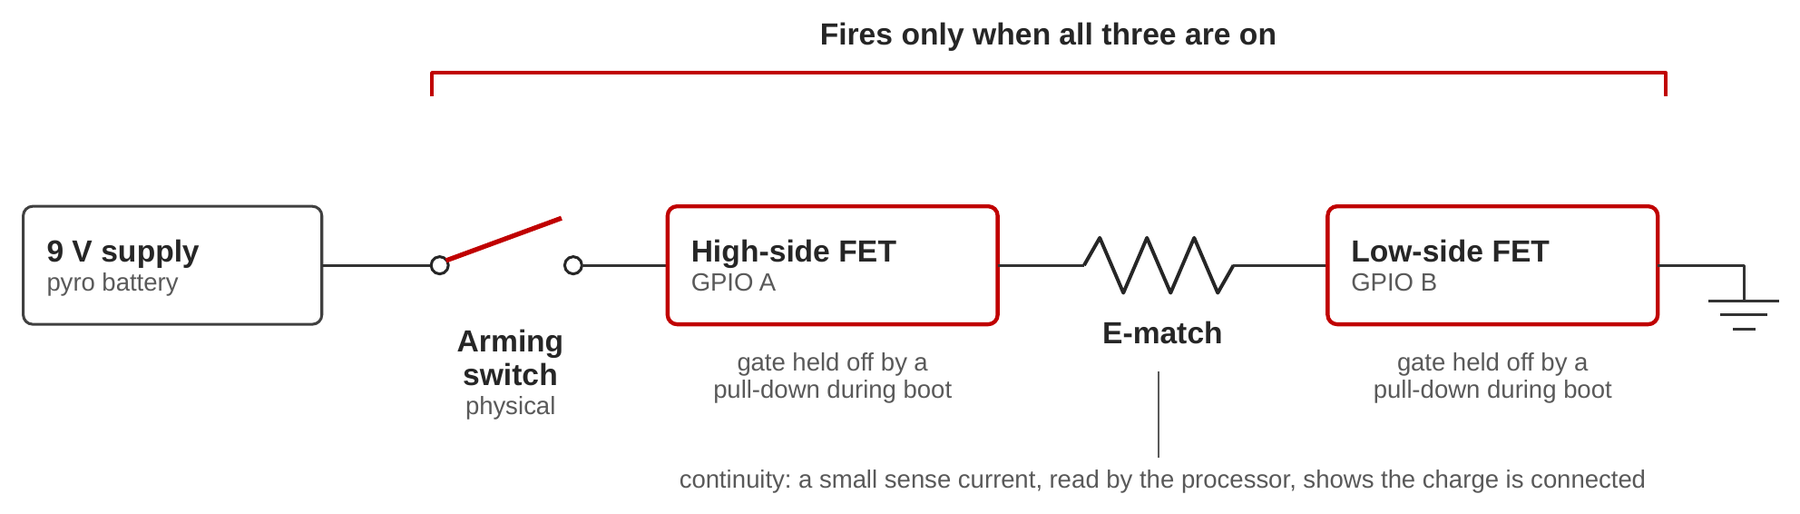 Fires only when all three are on
9 V supply
pyro battery
Arming
switch
physical
High-side FET
GPIO A
gate held off by a
pull-down during boot
E-match
Low-side FET
GPIO B
gate held off by a
pull-down during boot
continuity: a small sense current, read by the processor, shows the charge is connected